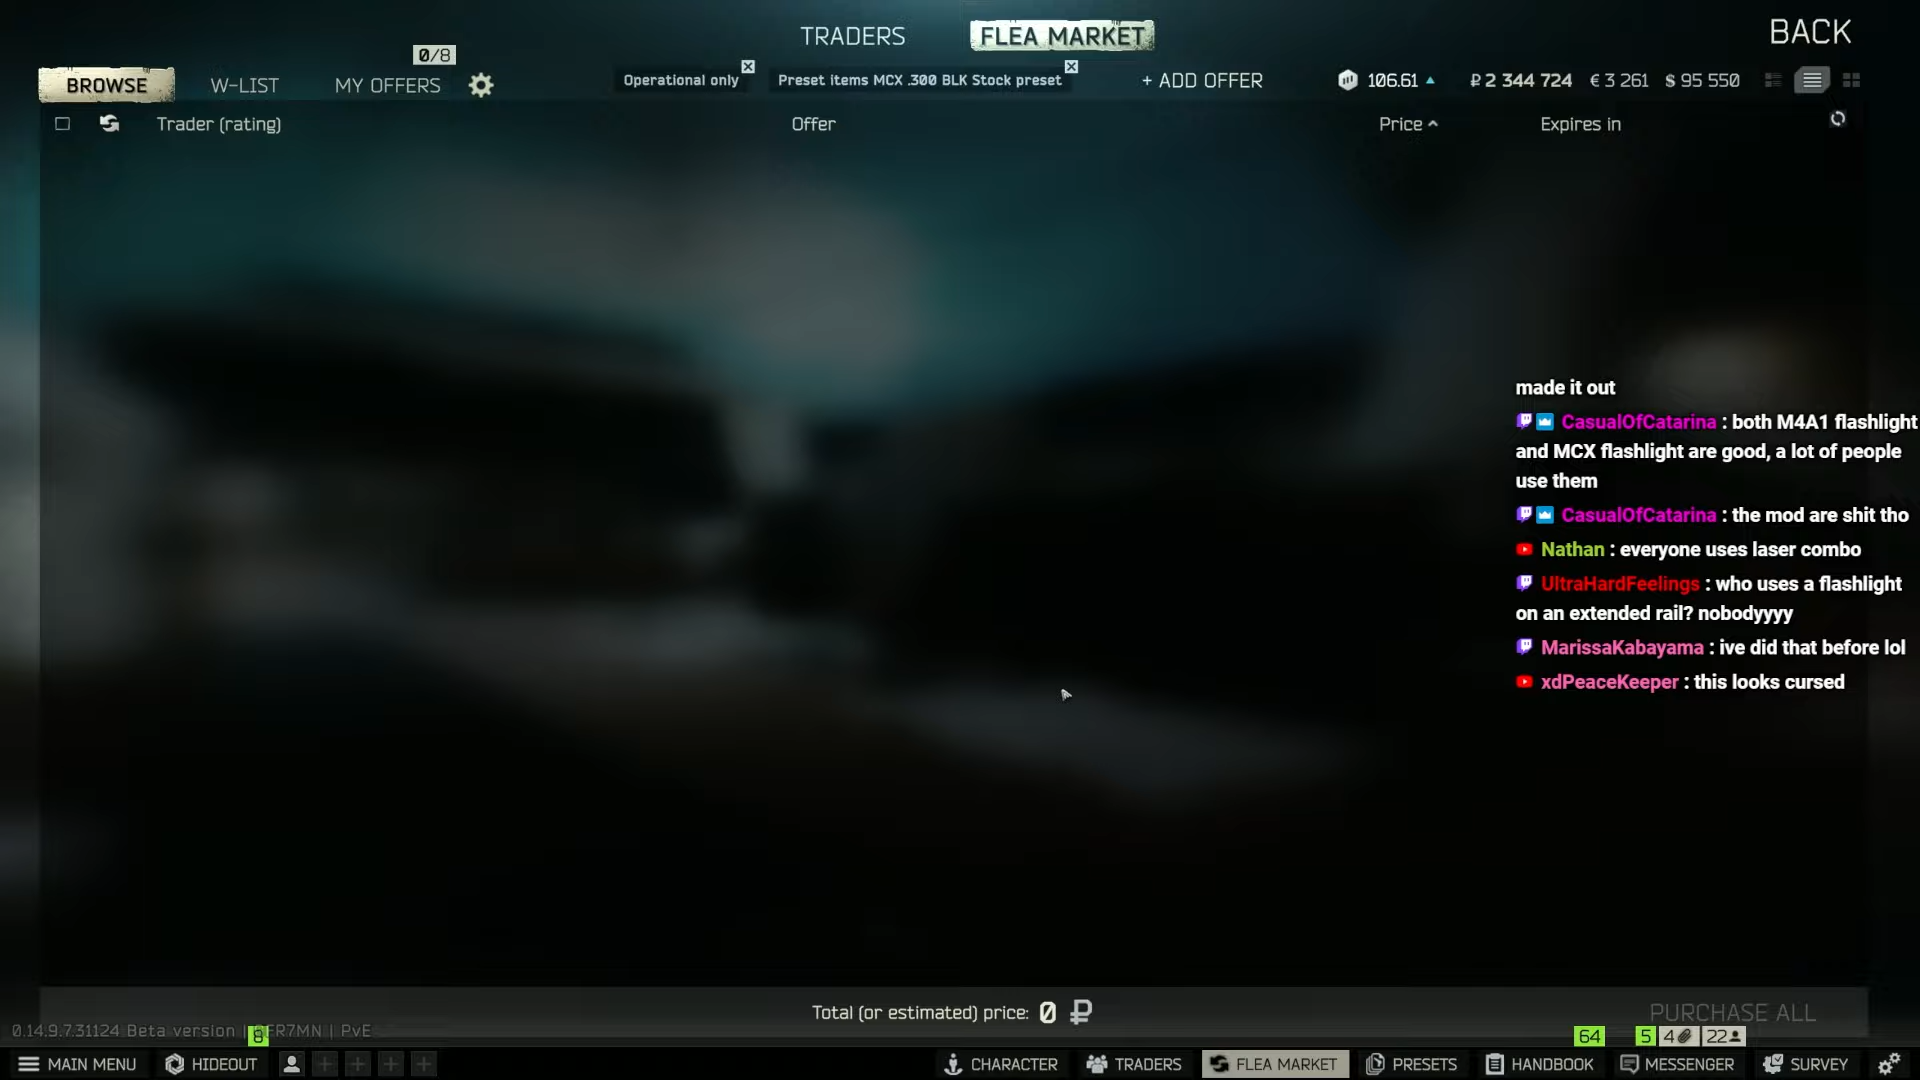 TRADERS
FLEA MARKET
BACK
0/8
BROWSE
W-LIST
MY OFFERS
Operational only
Preset items MCX .300 BLK Stock preset
+ ADD OFFER
106.61
₽ 2 344 724
€ 3 261
$ 95 550
Trader (rating)
Offer
Price
Expires in
made it out
CasualOfCatarina : both M4A1 flashlight
and MCX flashlight are good, a lot of people
use them
CasualOfCatarina : the mod are shit tho
Nathan : everyone uses laser combo
UltraHardFeelings : who uses a flashlight
on an extended rail? nobodyyyy
MarissaKabayama : ive did that before lol
xdPeaceKeeper : this looks cursed
Total (or estimated) price: 0 ₽
PURCHASE ALL
0.14.9.7.31124 Beta version | FR7MN | PvE
8
64
5
4
22
MAIN MENU
HIDEOUT
CHARACTER
TRADERS
FLEA MARKET
PRESETS
HANDBOOK
MESSENGER
SURVEY